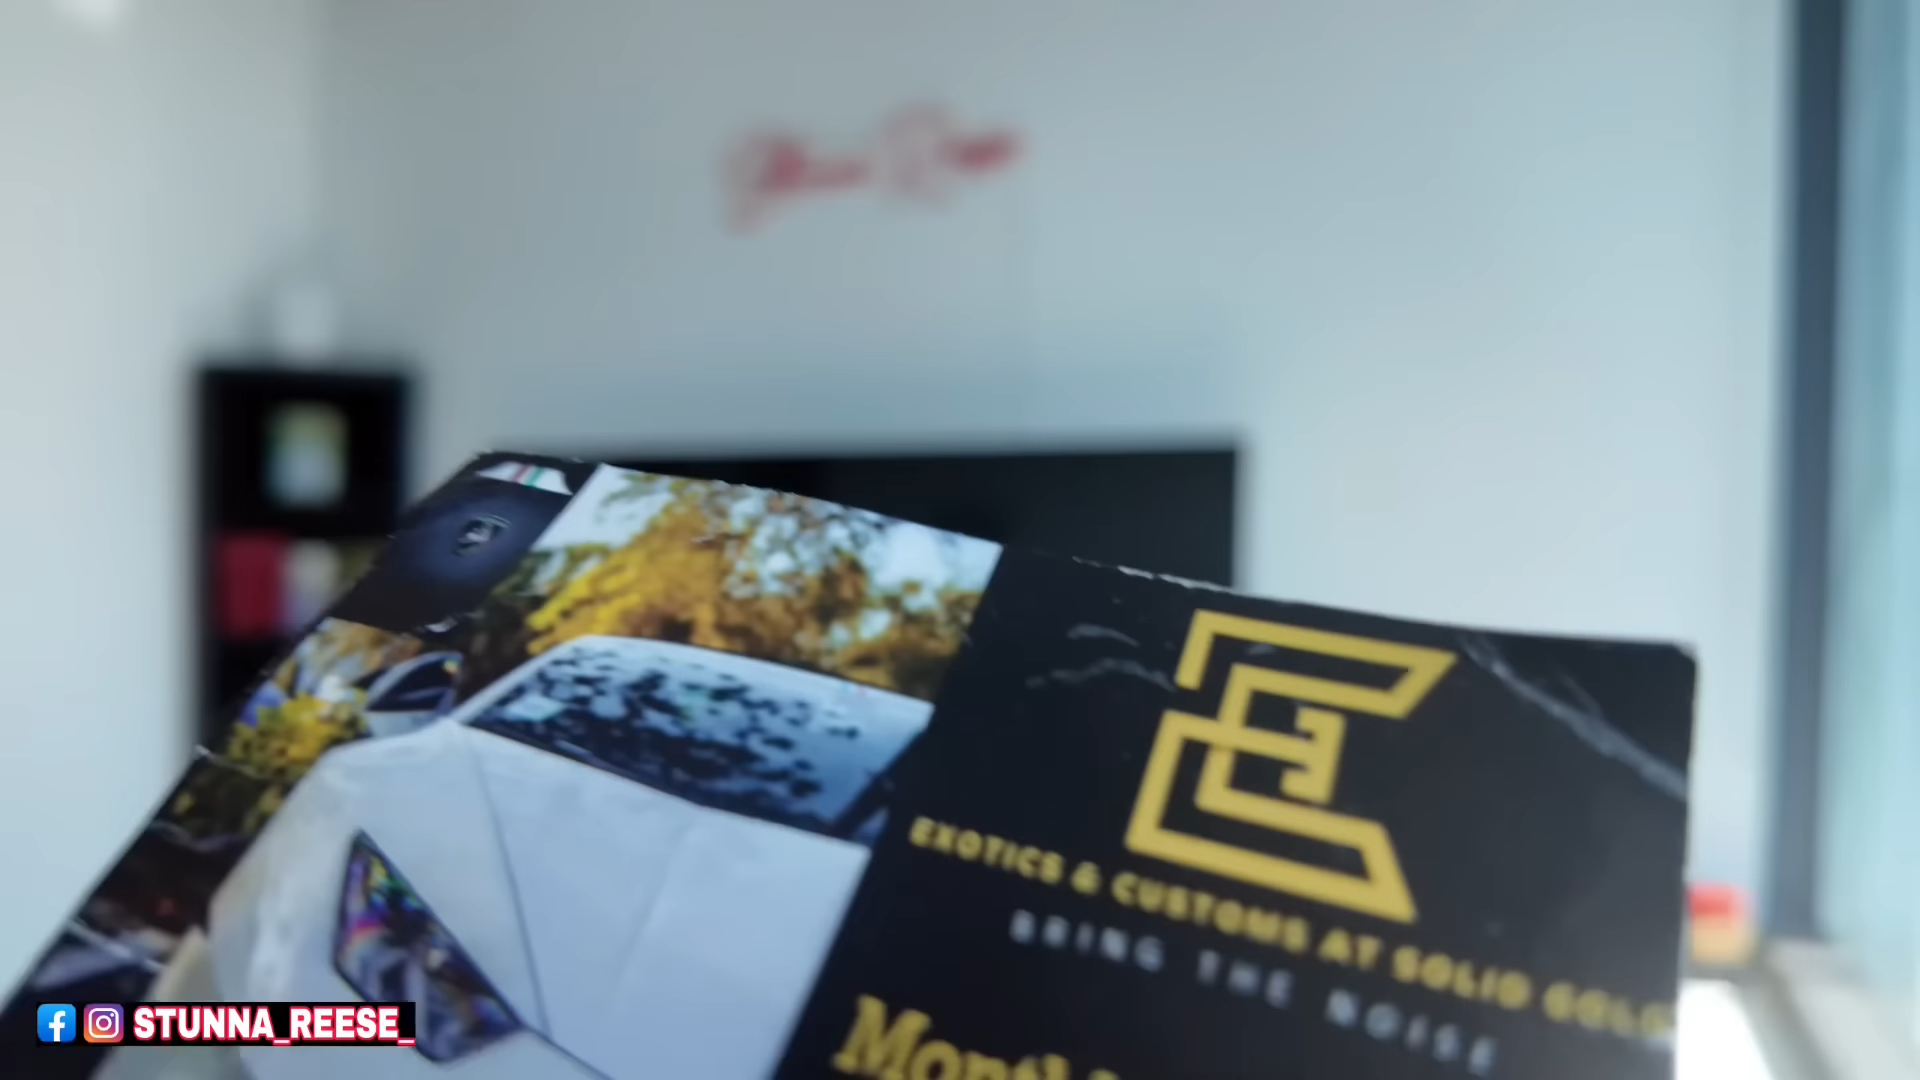 EXOTICS & CUSTOMS AT SOLID GOLD
BRING THE NOISE
STUNNA_REESE_